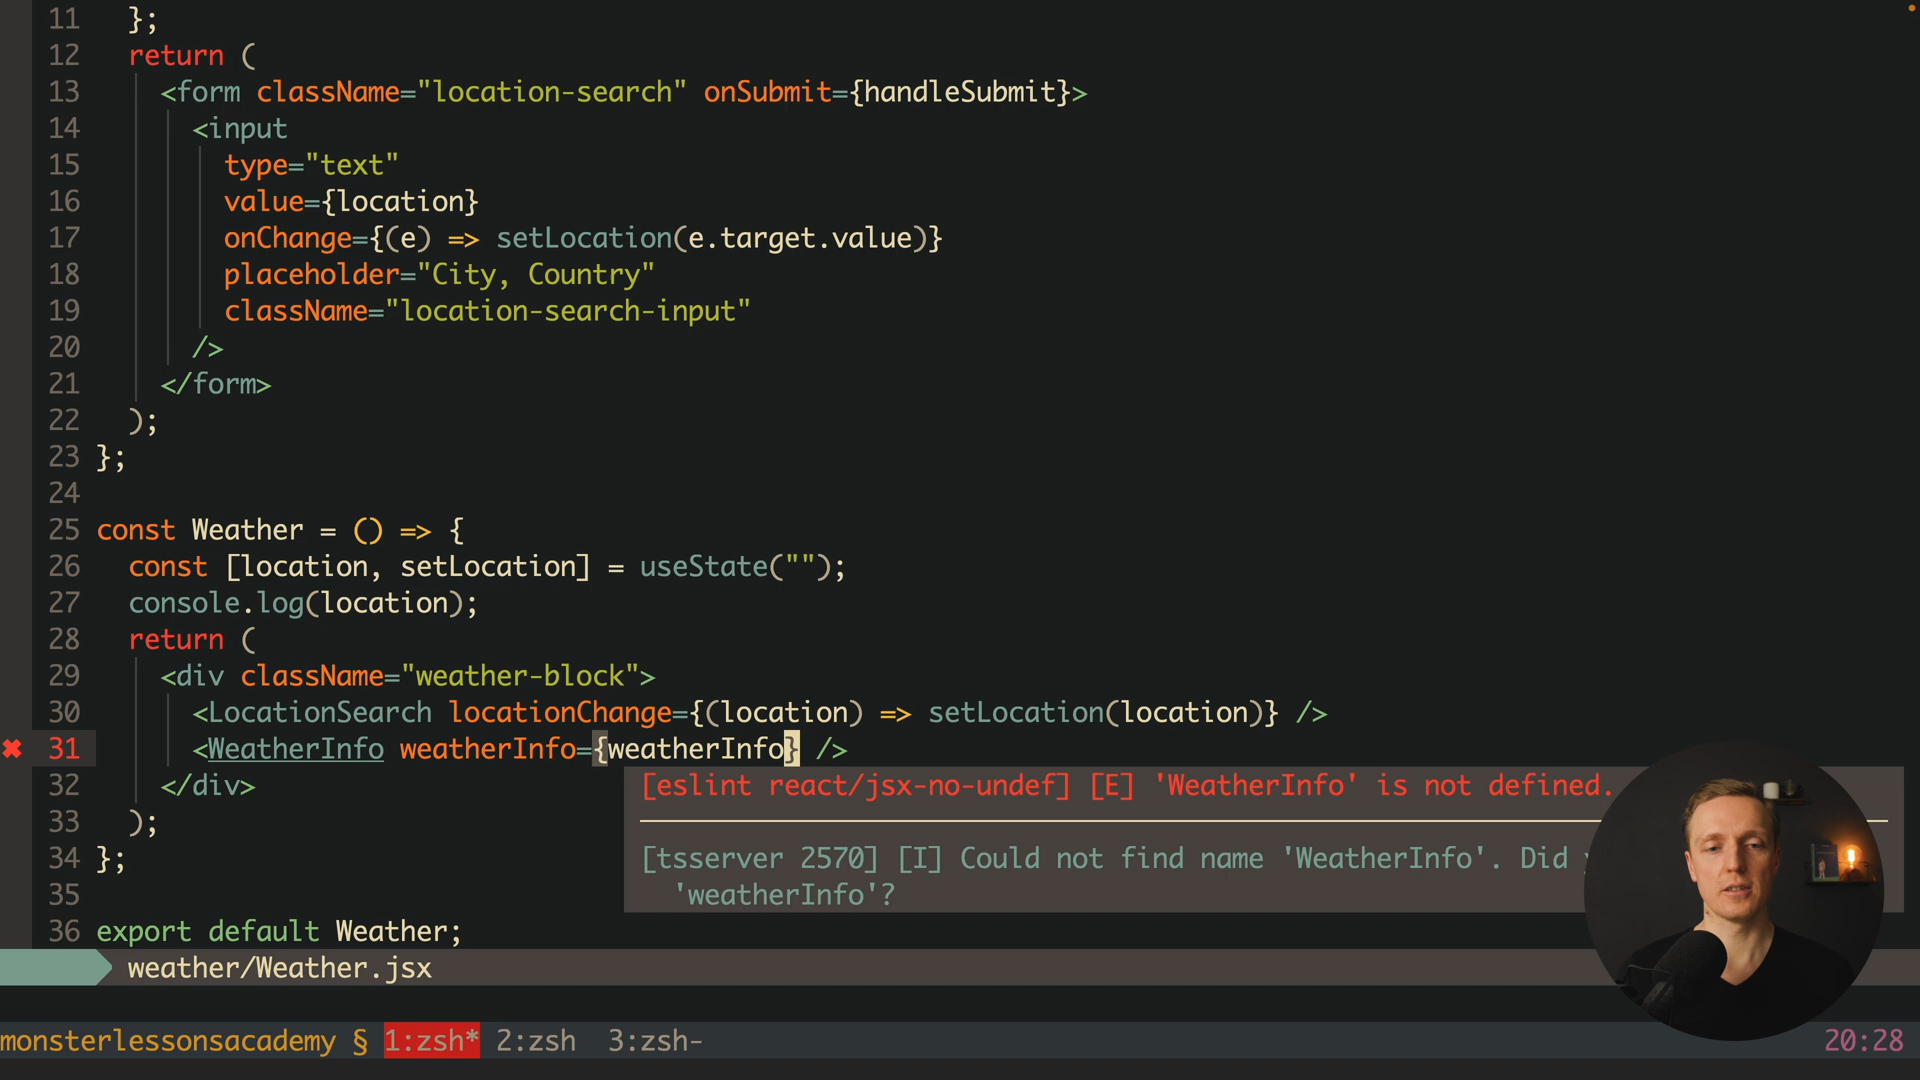 11 };
12 return (
13 <form className="location-search" onSubmit={handleSubmit}>
14 <input
15 type="text"
16 value={location}
17 onChange={(e) => setLocation(e.target.value)}
18 placeholder="City, Country"
19 className="location-search-input"
20 />
21 </form>
22 );
23 };
24
25 const Weather = () => {
26 const [location, setLocation] = useState("");
27 console.log(location);
28 return (
29 <div className="weather-block">
30 <LocationSearch locationChange={(location) => setLocation(location)} />
✖ 31 <WeatherInfo weatherInfo={weatherInfo} />
32 </div>
[eslint react/jsx-no-undef] [E] 'WeatherInfo' is not defined.
33 );
34 };
[tsserver 2570] [I] Could not find name 'WeatherInfo'. Did
35
'weatherInfo'?
36 export default Weather;
weather/Weather.jsx
monsterlessonsacademy § 1:zsh* 2:zsh 3:zsh- 20:28